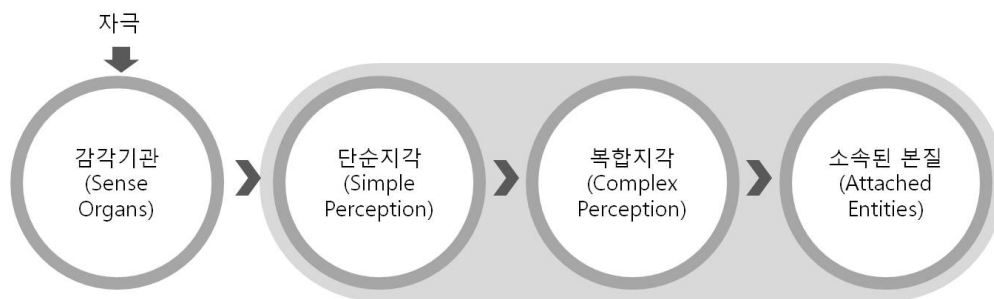 자극
감각기관
(Sense
Organs)
단순지각
(Simple
Perception)
복합지각
(Complex
Perception)
소속된 본질
(Attached
Entities)